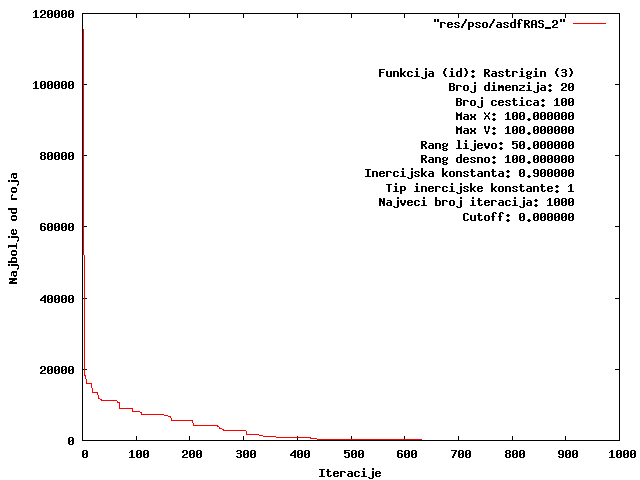 120000
"res/pso/asdfRAS_2"
Funkcija (id): Rastrigin (3)
100000
Broj dimenzija: 20
Broj cestica: 100
Max X: 100.000000
Max V: 100.000000
Rang lijevo: 50.000000
80000
Rang desno: 100.000000
Inercijska konstanta: 0.900000
Tip inercijske konstante: 1
Najveci broj iteracija: 1000
Cutoff: 0.000000
60000
Najbolje od roja
40000
20000
0
0 100 200 300 400 500 600 700 800 900 1000
Iteracije